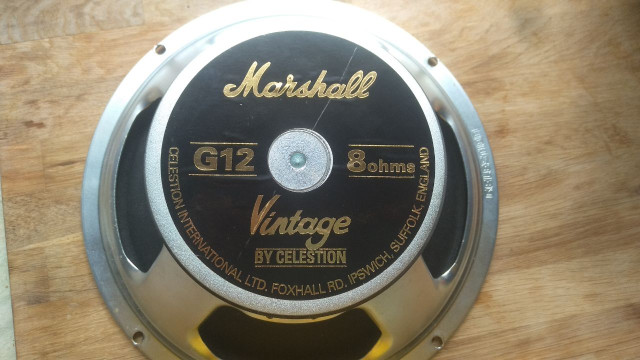 Marshall
G12
8ohms
Vintage
BY CELESTION
CELESTION INTERNATIONAL LTD. FOXHALL RD. IPSWICH, SUFFOLK, ENGLAND